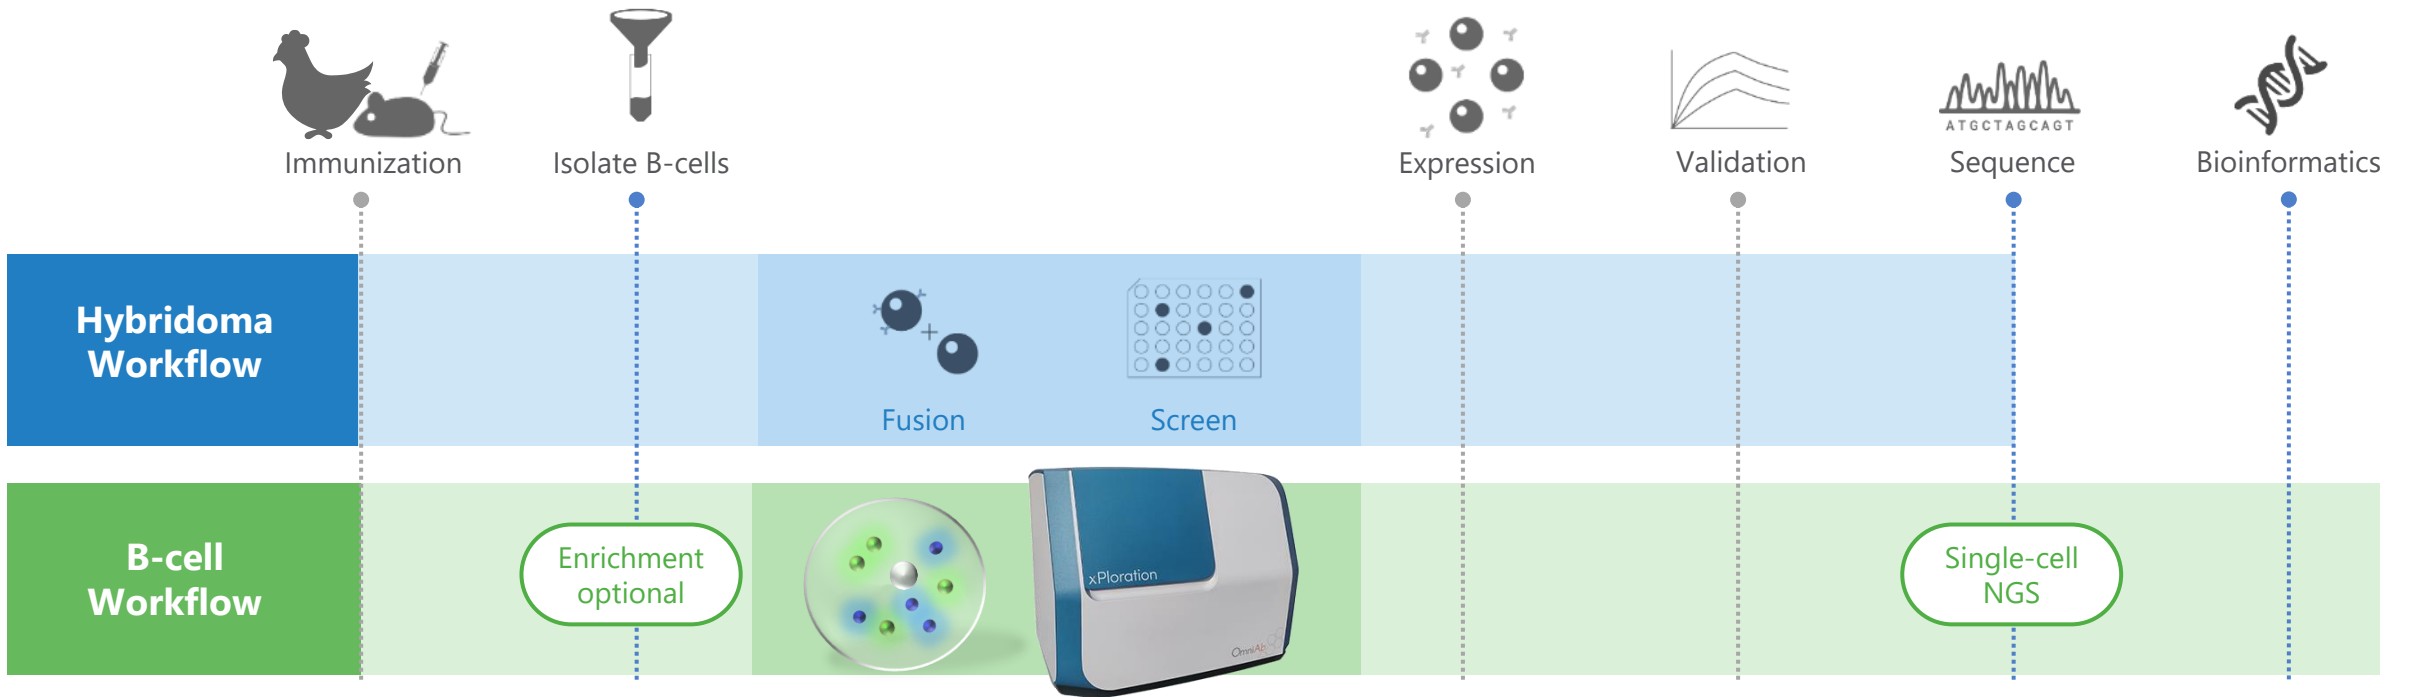 Immunization
Isolate B-cells
Expression
Validation
ATGCTAGCAGT
Sequence
Bioinformatics
Hybridoma
Workflow
Fusion
Screen
B-cell
Workflow
Enrichment
optional
xPloration
OmniAb
Single-cell
NGS